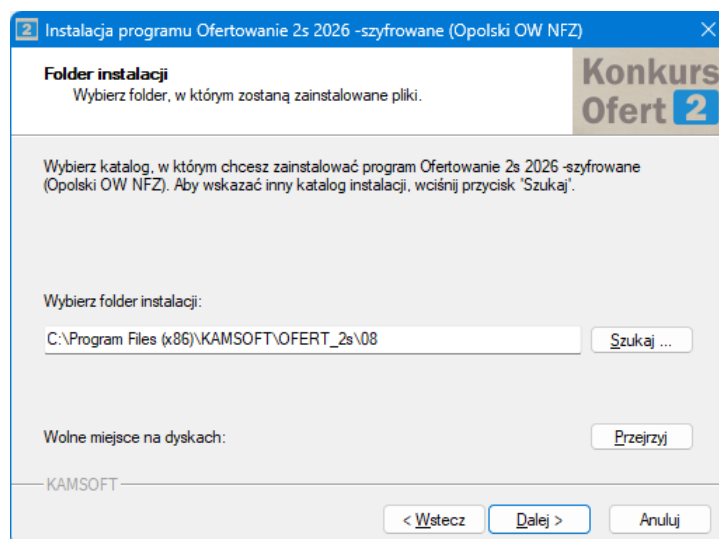 2 Instalacja programu Ofertowanie 2s 2026 -szyfrowane (Opolski OW NFZ)
Folder instalacji
Wybierz folder, w którym zostaną zainstalowane pliki.
Konkurs
Ofert 2
Wybierz katalog, w którym chcesz zainstalować program Ofertowanie 2s 2026 -szyfrowane
(Opolski OW NFZ). Aby wskazać inny katalog instalacji, wciśnij przycisk 'Szukaj'.
Wybierz folder instalacji:
C:\Program Files (x86)\KAMSOFT\OFERT_2s\08
Szukaj ...
Wolne miejsce na dyskach:
Przejrzyj
KAMSOFT
< Wstecz
Dalej >
Anuluj